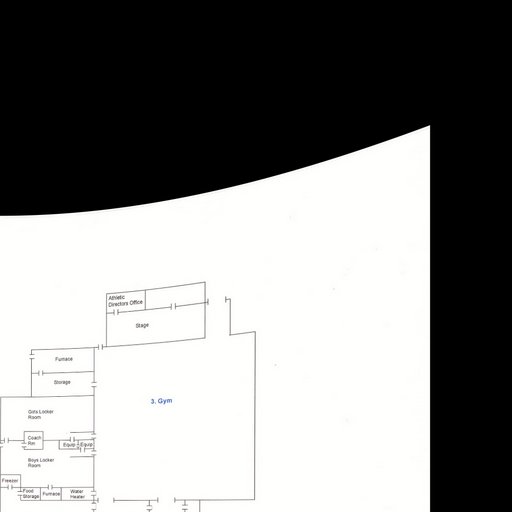 Athletic
Directors Office
Stage
Furnace
Storage
3. Gym
Girls Locker
Room
Coach
Rm
Equip
Equip
Boys Locker
Room
Freezer
Food
Storage
Furnace
Water
Heater